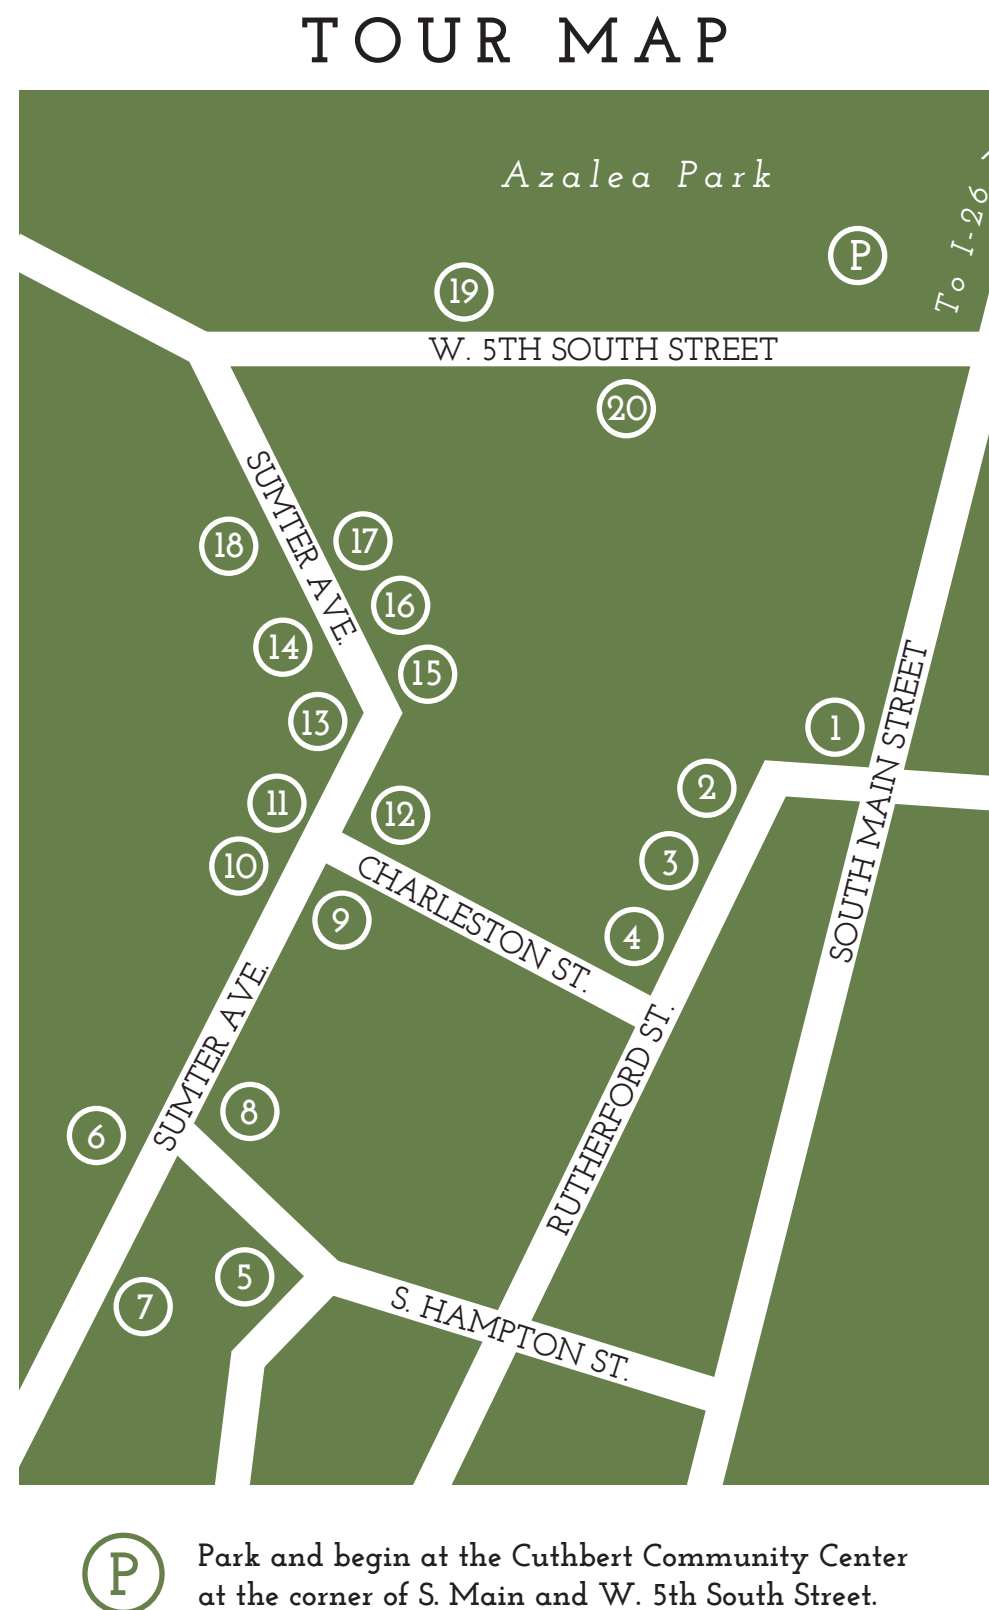 TOUR MAP
Azalea Park
To I-26
P
19
W. 5TH SOUTH STREET
20
SUMTER AVE.
18
17
16
14
15
13
SOUTH MAIN STREET
1
2
11
12
3
10
CHARLESTON ST.
9
4
SUMTER AVE.
RUTHERFORD ST.
8
6
5
7
S. HAMPTON ST.
P
Park and begin at the Cuthbert Community Center
at the corner of S. Main and W. 5th South Street.